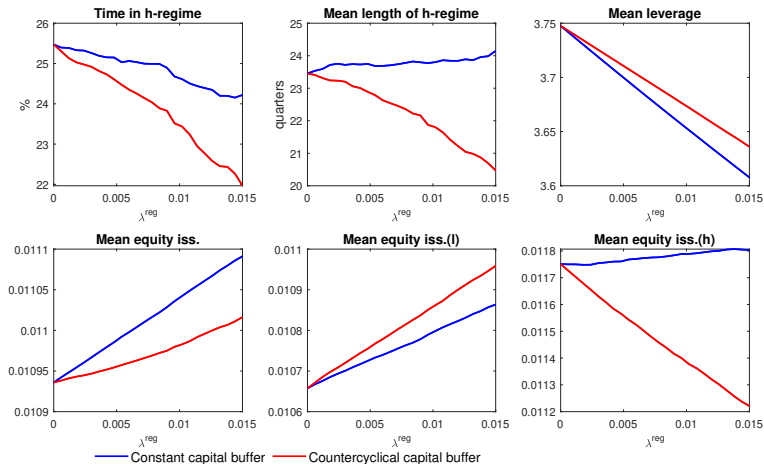 Time in h-regime
Mean length of h-regime
Mean leverage
26
25
24
23
22
%
0 0.005 0.01 0.015
λ^reg
25
24
23
22
21
20
quarters
0 0.005 0.01 0.015
λ^reg
3.75
3.7
3.65
3.6
0 0.005 0.01 0.015
λ^reg
Mean equity iss.
Mean equity iss.(l)
Mean equity iss.(h)
0.0111
0.01105
0.011
0.01095
0.0109
0 0.005 0.01 0.015
λ^reg
0.011
0.0109
0.0108
0.0107
0.0106
0 0.005 0.01 0.015
λ^reg
0.0118
0.0117
0.0116
0.0115
0.0114
0.0113
0.0112
0 0.005 0.01 0.015
λ^reg
Constant capital buffer
Countercyclical capital buffer